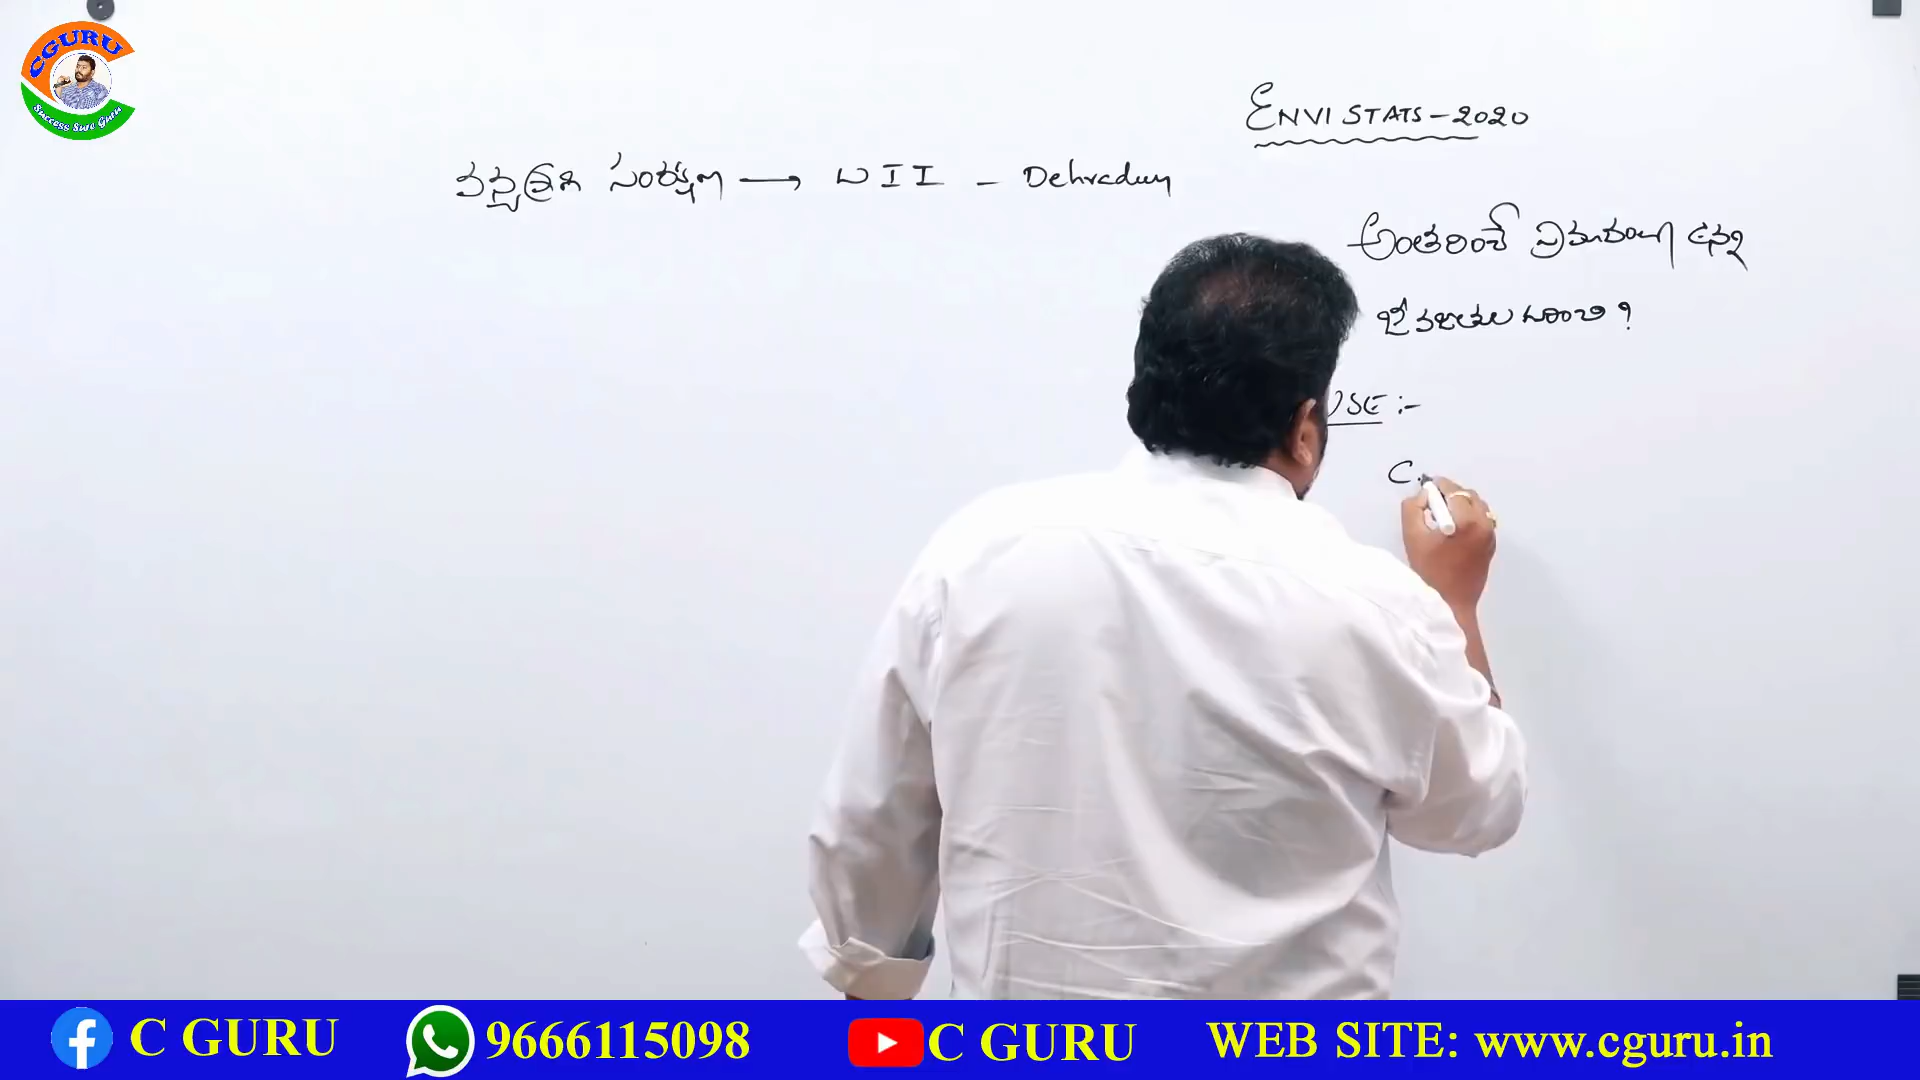 CGURU
Success Sure Guru
ENVI STATS - 2020
వన్యప్రాణి సంరక్షణ → WII - Dehradun
అంతరించే ప్రమాదంలో ఉన్న
జీవజాతుల దాంబి ?
USE :-
C.
C GURU
9666115098
C GURU
WEB SITE: www.cguru.in